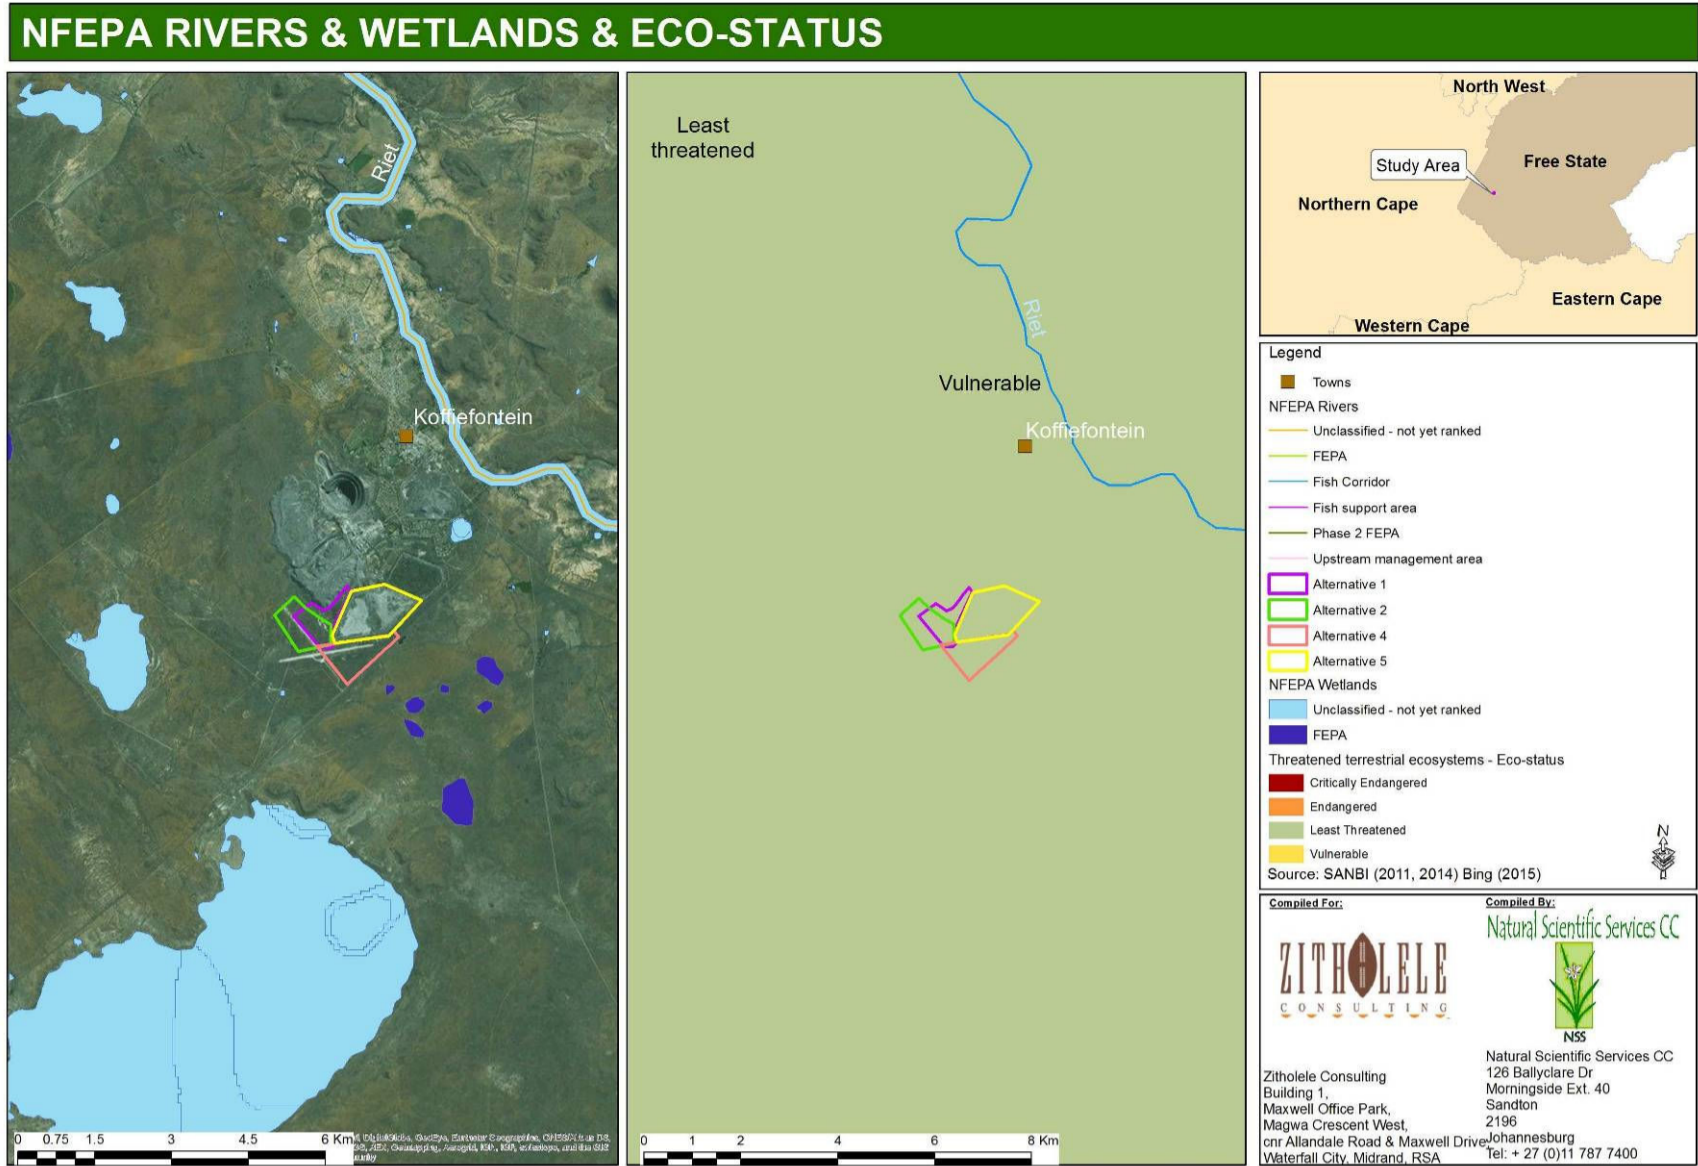 NFEPA RIVERS & WETLANDS & ECO-STATUS
Riet
Koffiefontein
0 0.75 1.5 3 4.5 6 Km
Least
threatened
Riet
Vulnerable
Koffiefontein
0 1 2 4 6 8 Km
North West
Free State
Study Area
Northern Cape
Eastern Cape
Western Cape
Legend
Towns
NFEPA Rivers
Unclassified - not yet ranked
FEPA
Fish Corridor
Fish support area
Phase 2 FEPA
Upstream management area
Alternative 1
Alternative 2
Alternative 4
Alternative 5
NFEPA Wetlands
Unclassified - not yet ranked
FEPA
Threatened terrestrial ecosystems - Eco-status
Critically Endangered
Endangered
Least Threatened
Vulnerable
N
Source: SANBI (2011, 2014) Bing (2015)
Compiled For:
ZITHOLELE
CONSULTING
Zitholele Consulting
Building 1,
Maxwell Office Park,
Magwa Crescent West,
cnr Allandale Road & Maxwell Drive
Waterfall City, Midrand, RSA
Compiled By:
Natural Scientific Services CC
NSS
Natural Scientific Services CC
126 Ballyclare Dr
Morningside Ext. 40
Sandton
2196
Johannesburg
Tel: + 27 (0)11 787 7400